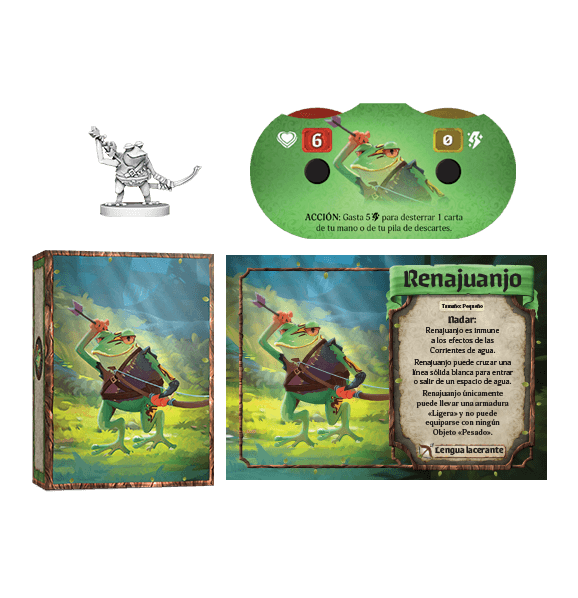 6
0
ACCIÓN: Gasta 5 para desterrar 1 carta
de tu mano o de tu pila de descartes.
Renajuanjo
Tamaño: Pequeño
Nadar:
Renajuanjo es inmune
a los efectos de las
Corrientes de agua.
Renajuanjo puede cruzar una
línea sólida blanca para entrar
o salir de un espacio de agua.
Renajuanjo únicamente
puede llevar una armadura
«Ligera» y no puede
equiparse con ningún
Objeto «Pesado».
Lengua lacerante